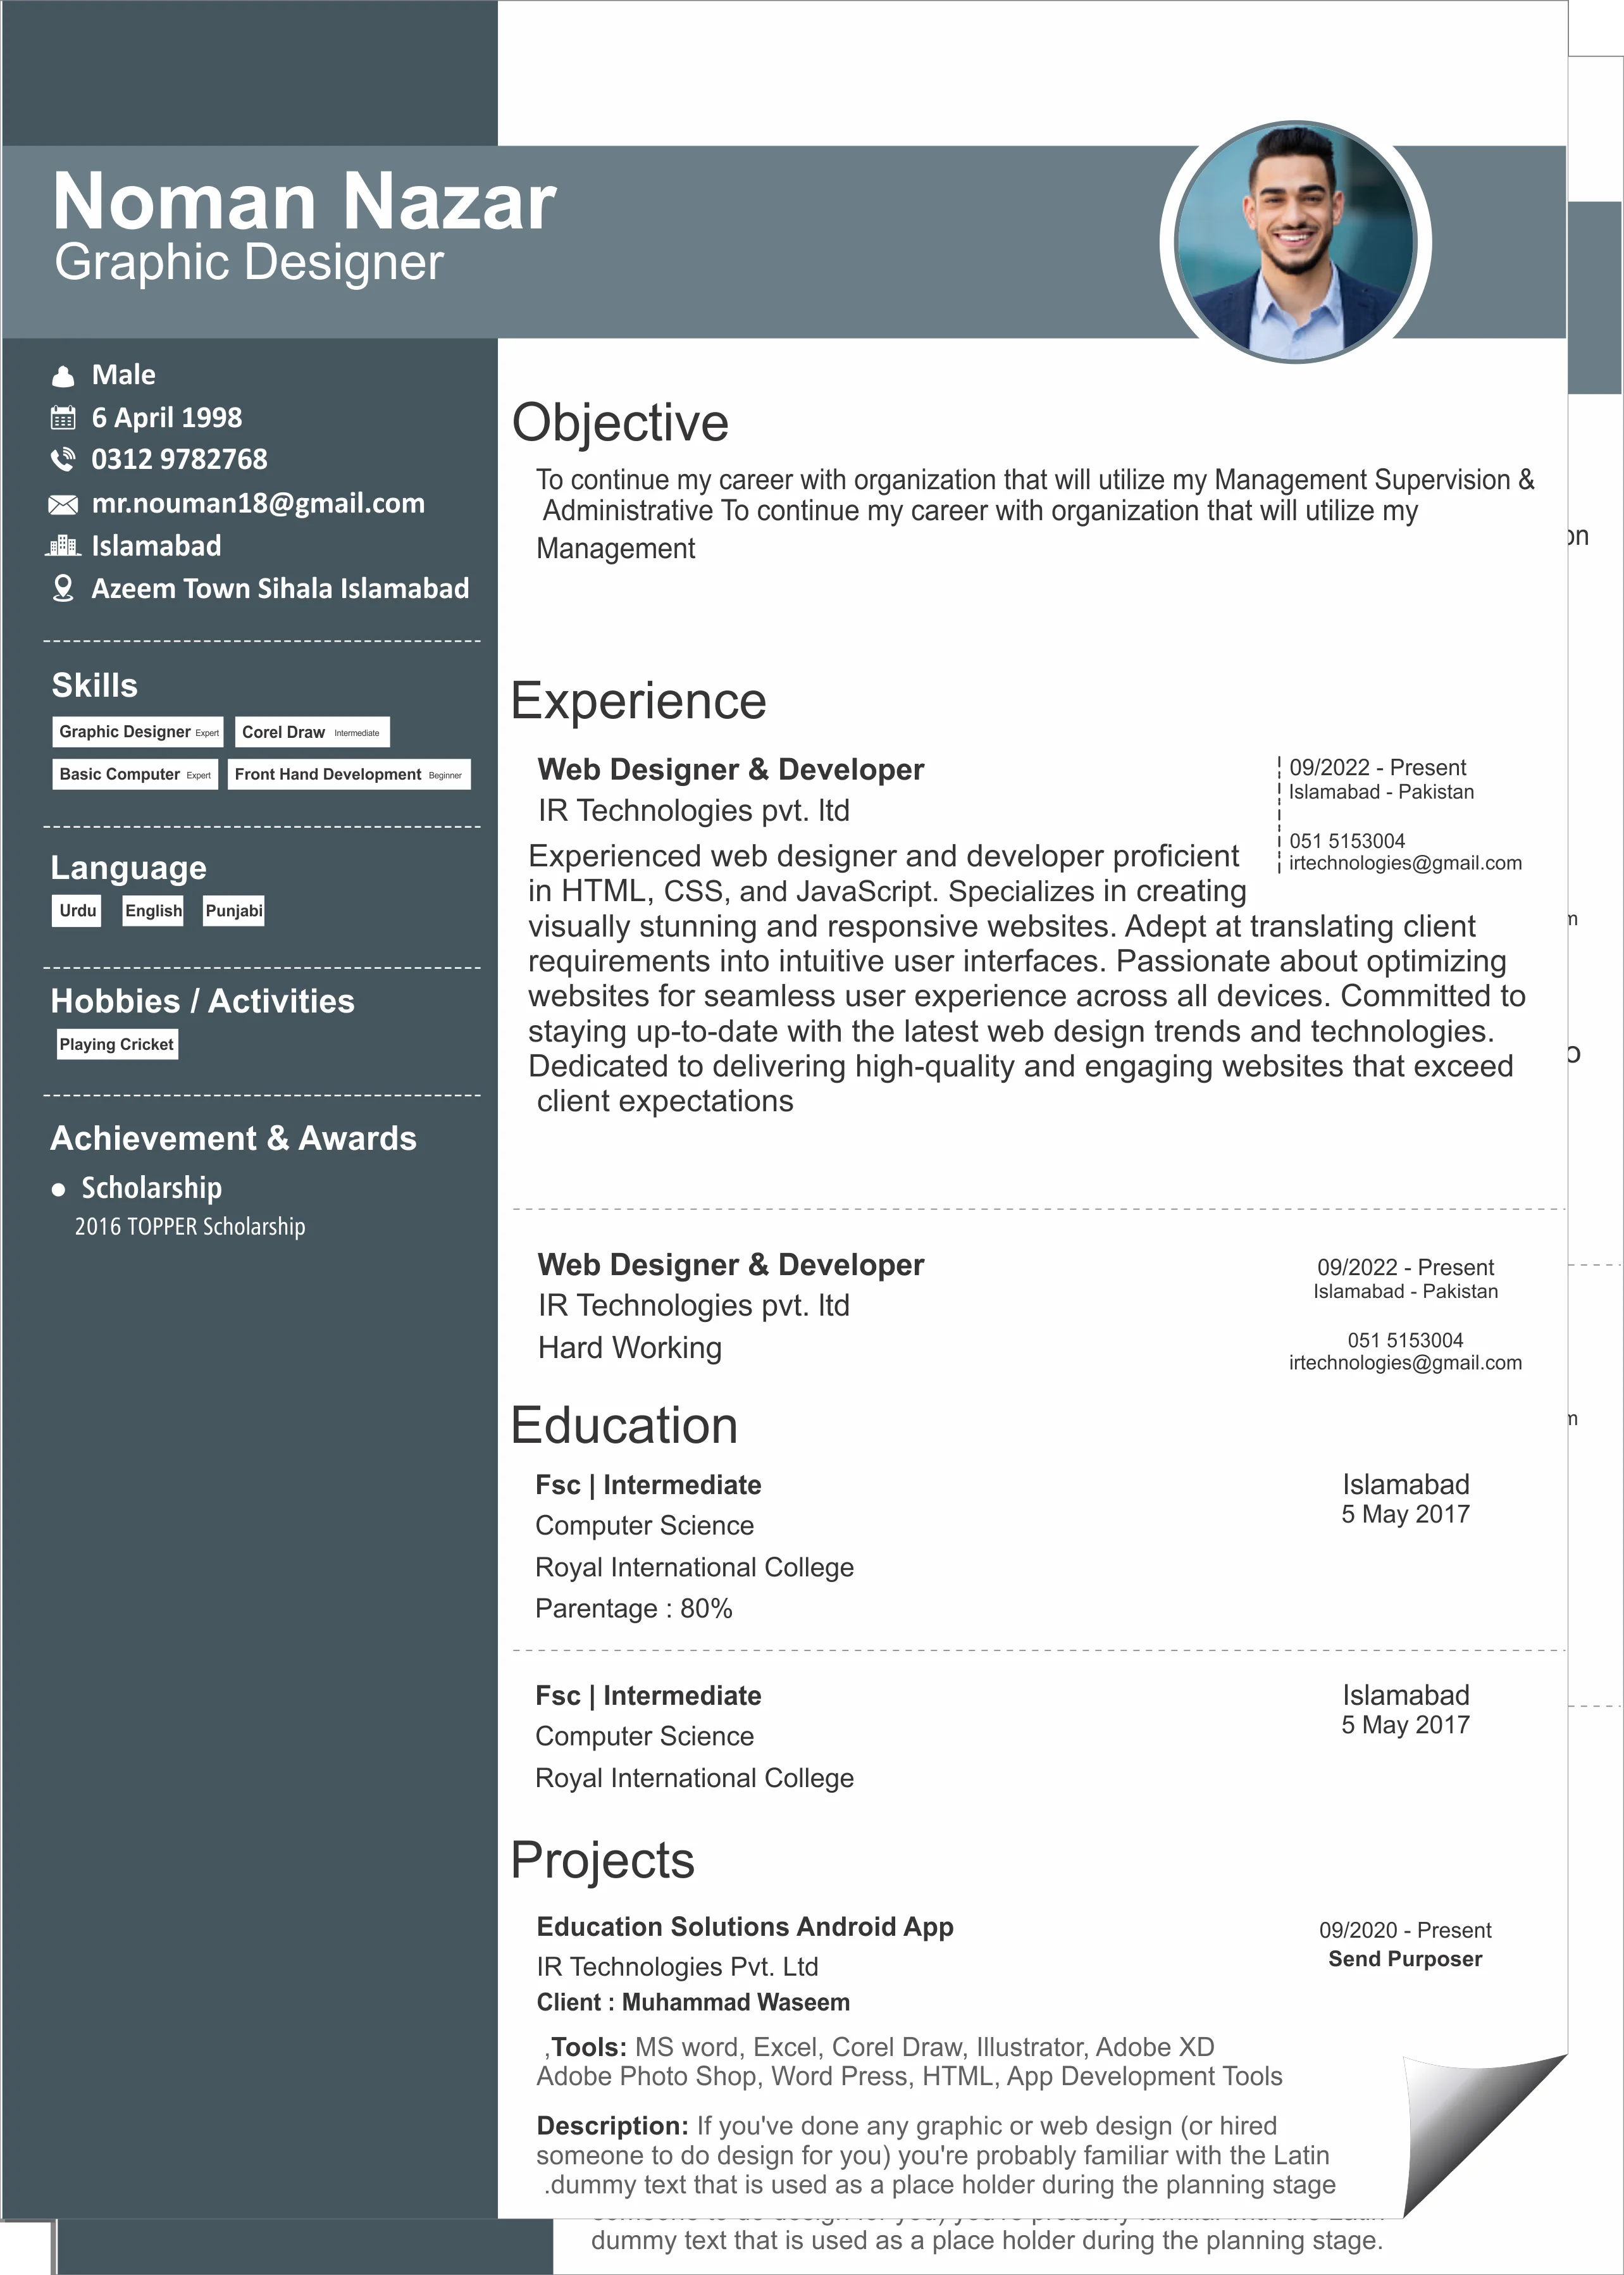 Noman Nazar
Graphic Designer
Male
6 April 1998
0312 9782768
mr.nouman18@gmail.com
Islamabad
Azeem Town Sihala Islamabad
Skills
Graphic Designer Expert
Corel Draw Intermediate
Basic Computer Expert
Front Hand Development Beginner
Language
Urdu English Punjabi
Hobbies / Activities
Playing Cricket
Achievement & Awards
Scholarship
2016 TOPPER Scholarship
Objective
To continue my career with organization that will utilize my Management Supervision &
Administrative To continue my career with organization that will utilize my
Management
Experience
Web Designer & Developer
IR Technologies pvt. ltd
09/2022 - Present
Islamabad - Pakistan
051 5153004
irtechnologies@gmail.com
Experienced web designer and developer proficient
in HTML, CSS, and JavaScript. Specializes in creating
visually stunning and responsive websites. Adept at translating client
requirements into intuitive user interfaces. Passionate about optimizing
websites for seamless user experience across all devices. Committed to
staying up-to-date with the latest web design trends and technologies.
Dedicated to delivering high-quality and engaging websites that exceed
client expectations
Web Designer & Developer
IR Technologies pvt. ltd
Hard Working
09/2022 - Present
Islamabad - Pakistan
051 5153004
irtechnologies@gmail.com
Education
Fsc | Intermediate
Computer Science
Royal International College
Parentage : 80%
Islamabad
5 May 2017
Fsc | Intermediate
Computer Science
Royal International College
Islamabad
5 May 2017
Projects
Education Solutions Android App
IR Technologies Pvt. Ltd
Client : Muhammad Waseem
09/2020 - Present
Send Purposer
,Tools: MS word, Excel, Corel Draw, Illustrator, Adobe XD
Adobe Photo Shop, Word Press, HTML, App Development Tools
Description: If you've done any graphic or web design (or hired
someone to do design for you) you're probably familiar with the Latin
.dummy text that is used as a place holder during the planning stage
dummy text that is used as a place holder during the planning stage.